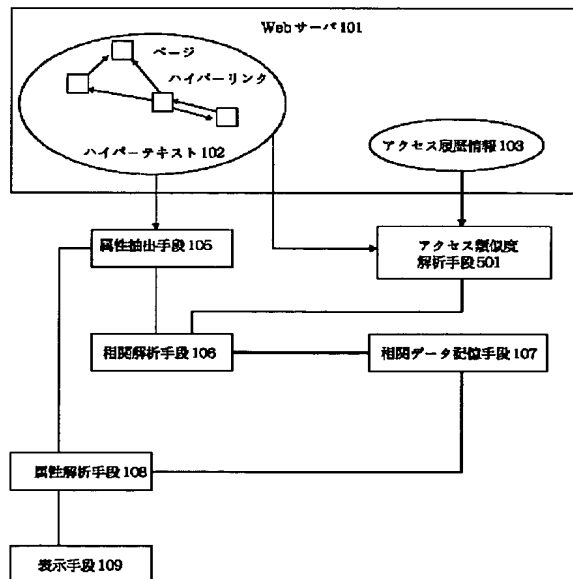 Webサーバ101
ページ
ハイパーリンク
ハイパーテキスト102
アクセス履歴情報103
属性抽出手段105
アクセス類似度
解析手段501
相関解析手段106
相関データ記憶手段107
属性解析手段108
表示手段109